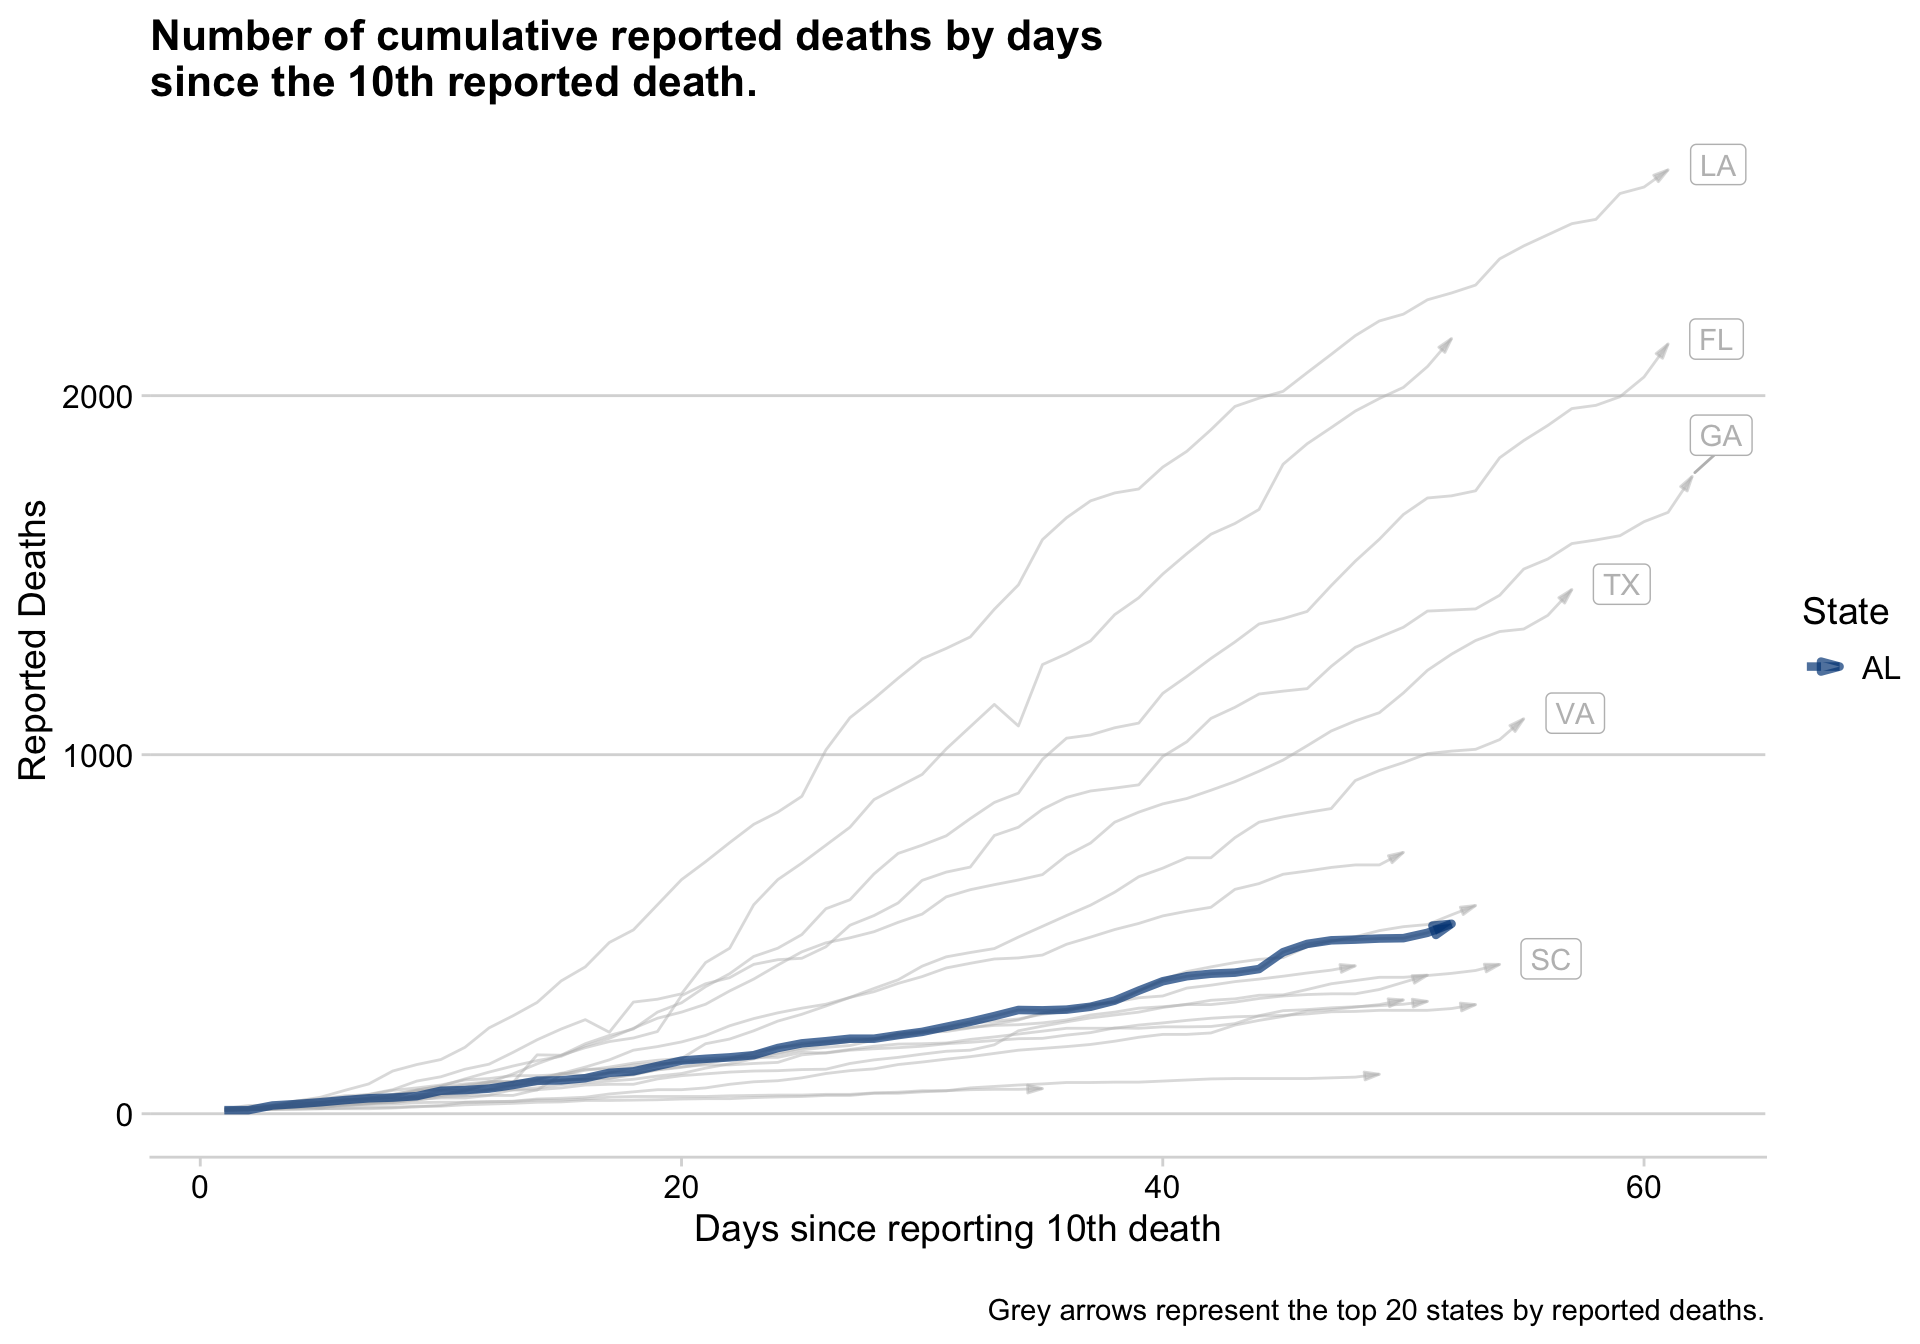 Number of cumulative reported deaths by days
since the 10th reported death.
LA
FL
2000
GA
TX
Reported Deaths
State
AL
VA
1000
SC
0
0 20 40 60
Days since reporting 10th death
Grey arrows represent the top 20 states by reported deaths.